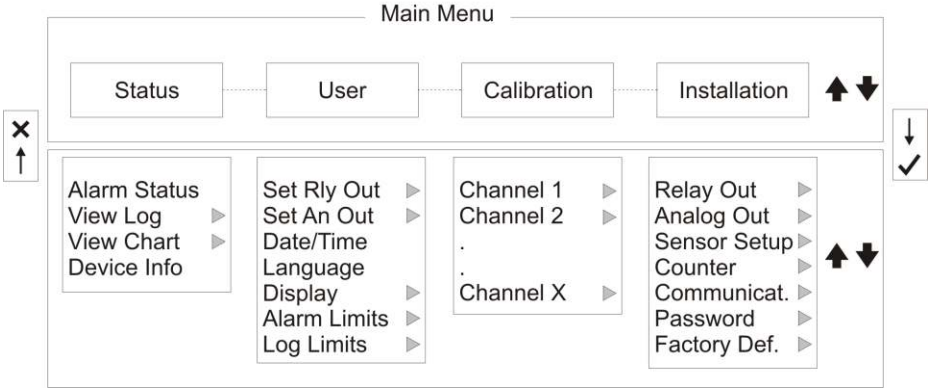 Main Menu
Status
User
Calibration
Installation
Alarm Status
View Log
View Chart
Device Info
Set Rly Out
Set An Out
Date/Time
Language
Display
Alarm Limits
Log Limits
Channel 1
Channel 2
.
.
Channel X
Relay Out
Analog Out
Sensor Setup
Counter
Communicat.
Password
Factory Def.